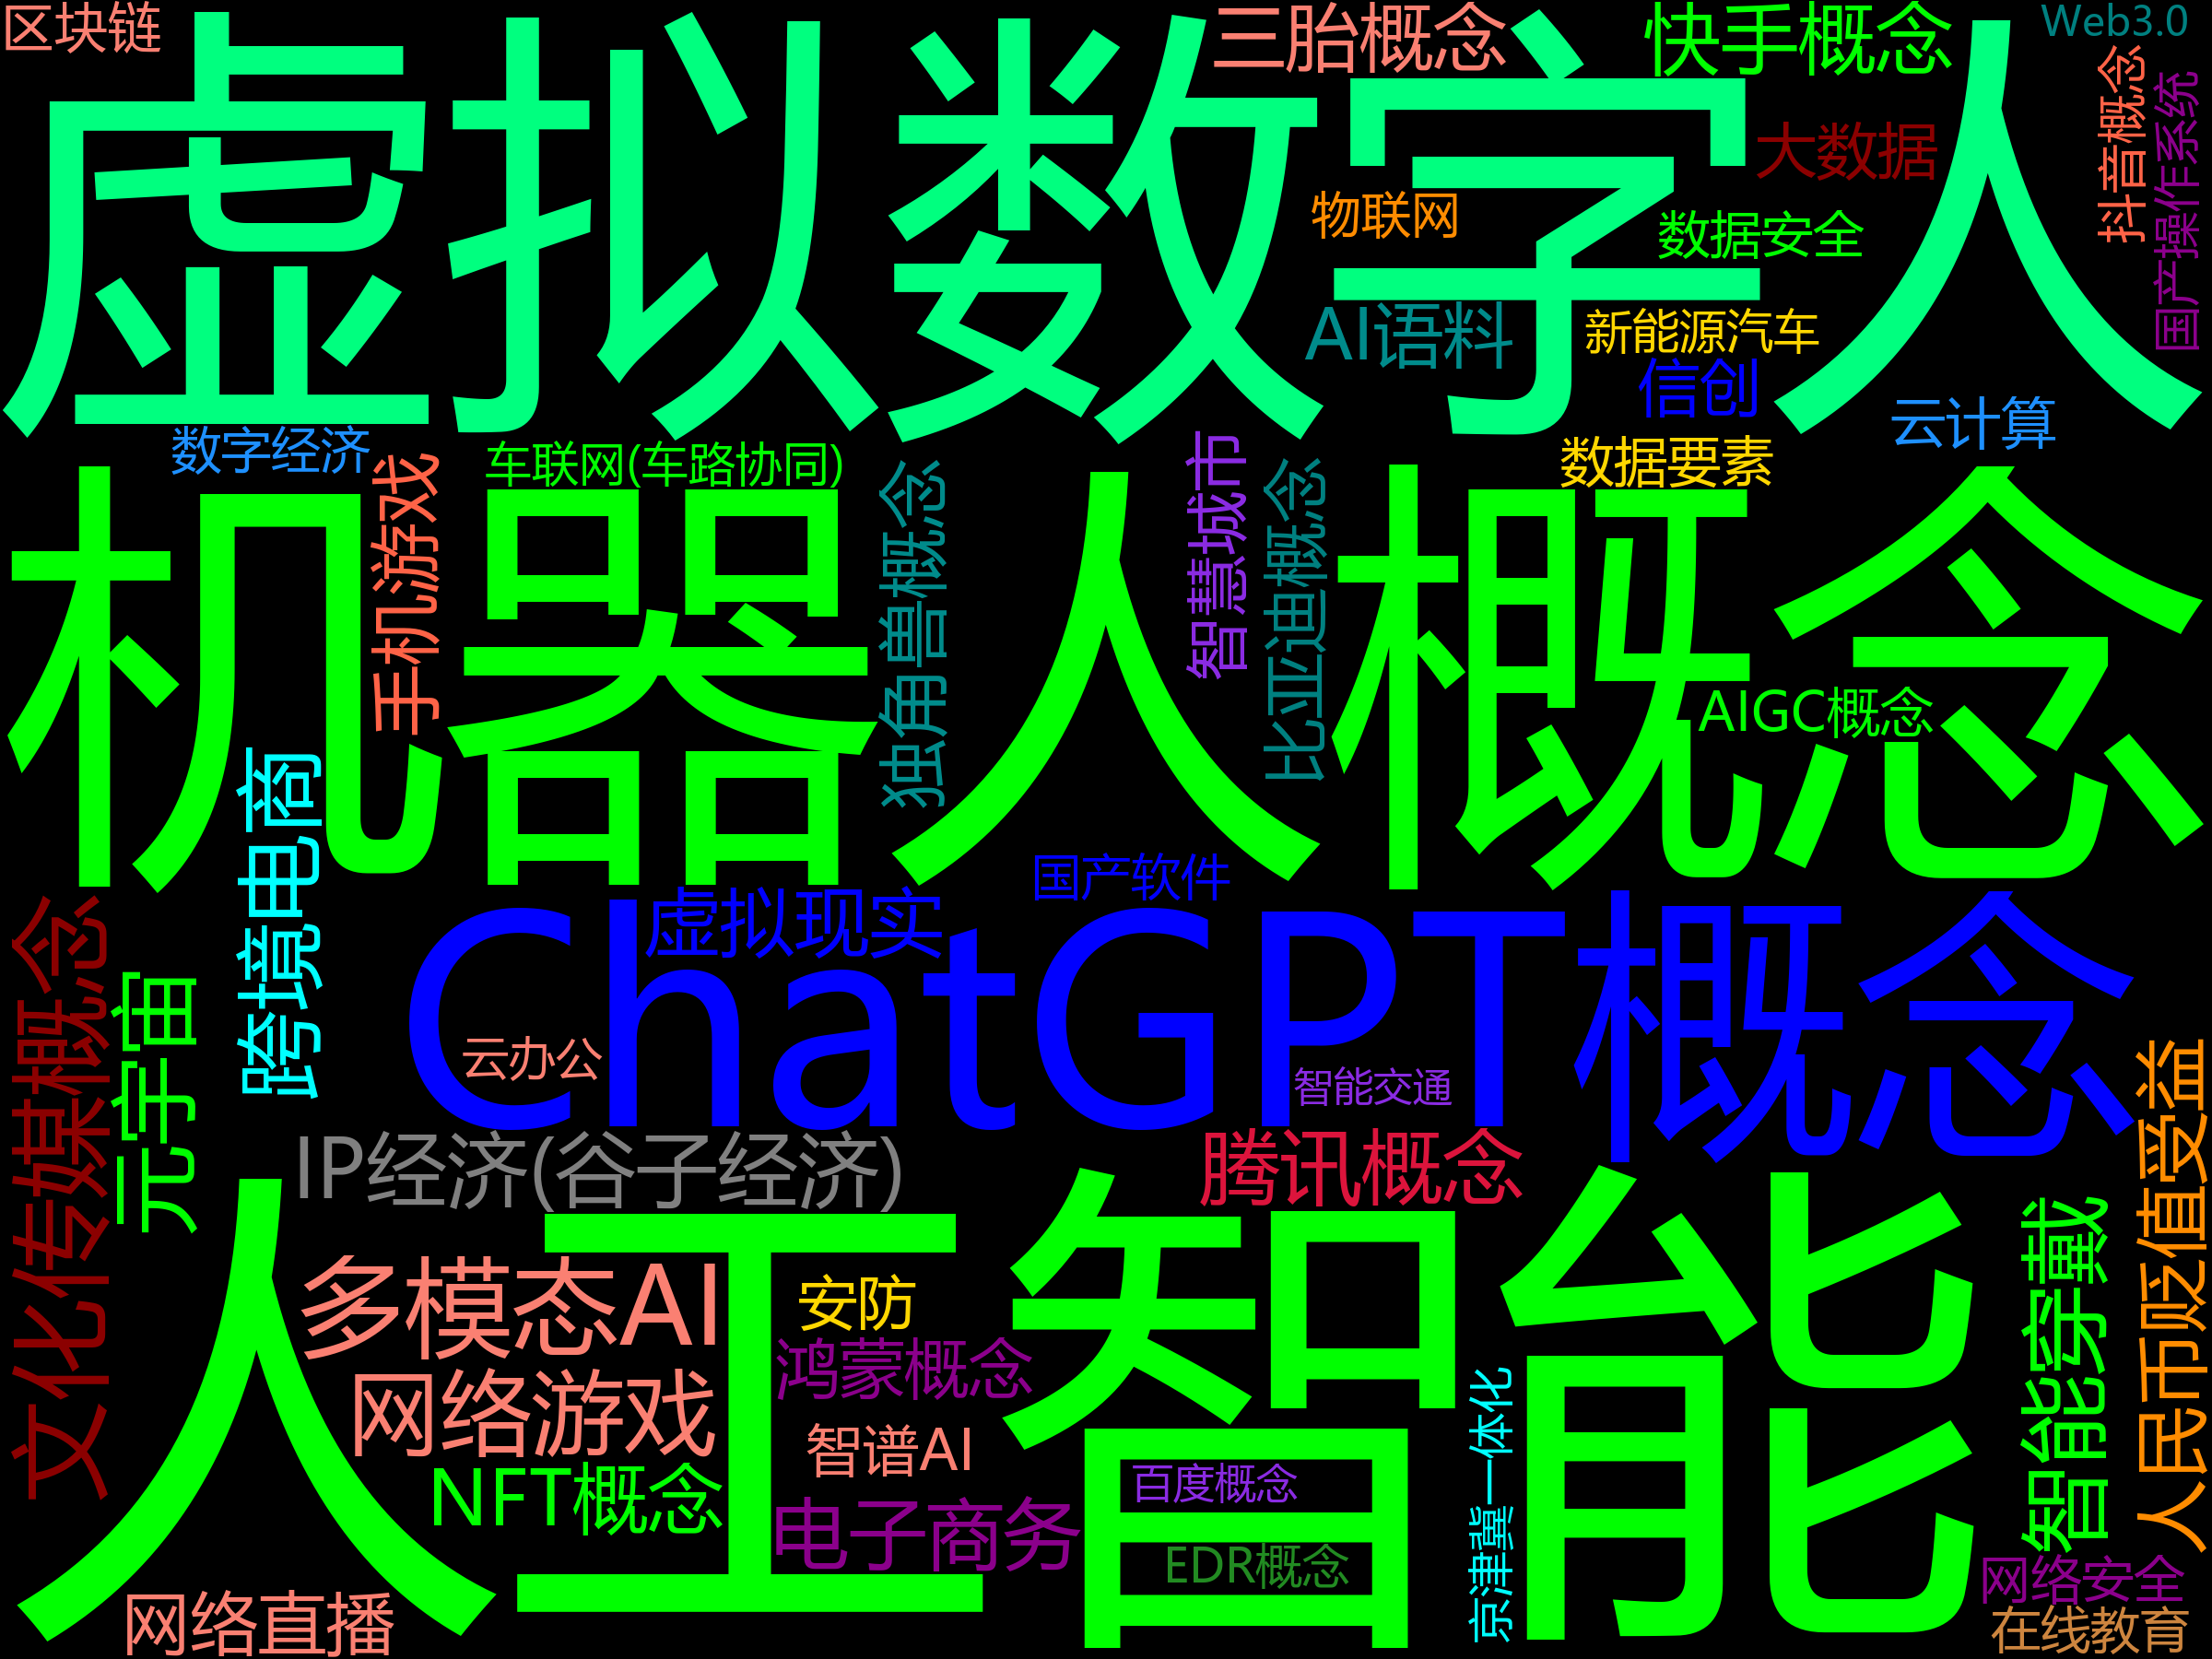 区块链
虚拟数字人
三胎概念
快手概念
Web3.0
抖音概念
国产操作系统
大数据
物联网
数据安全
AI语料
新能源汽车
信创
云计算
数字经济
车联网(车路协同)
数据要素
机器人概念
手机游戏
独角兽概念
智慧城市
比亚迪概念
AIGC概念
跨境电商
国产软件
虚拟现实
ChatGPT概念
文化传媒概念
元宇宙
云办公
智能交通
IP经济(谷子经济)
腾讯概念
人民币贬值受益
人工智能
多模态AI
安防
智能穿戴
鸿蒙概念
网络游戏
京津冀一体化
智谱AI
NFT概念
百度概念
电子商务
EDR概念
网络安全
网络直播
在线教育